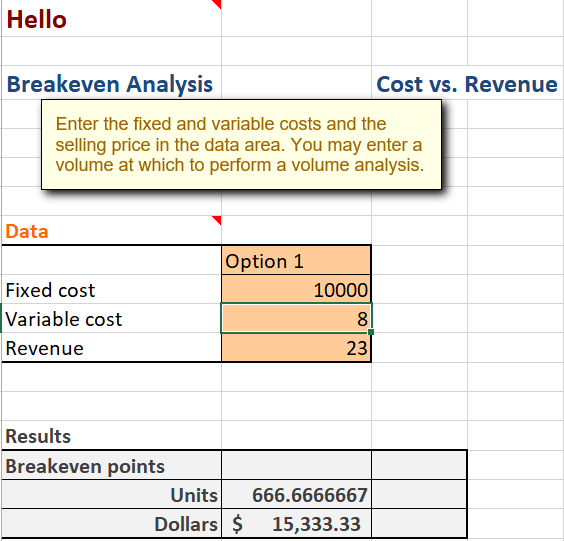 Hello
Breakeven Analysis Cost vs. Revenue
Enter the fixed and variable costs and the
selling price in the data area. You may enter a
volume at which to perform a volume analysis.
Data
Option 1
Fixed cost 10000
Variable cost 8
Revenue 23
Results
Breakeven points
Units 666.6666667
Dollars $ 15,333.33